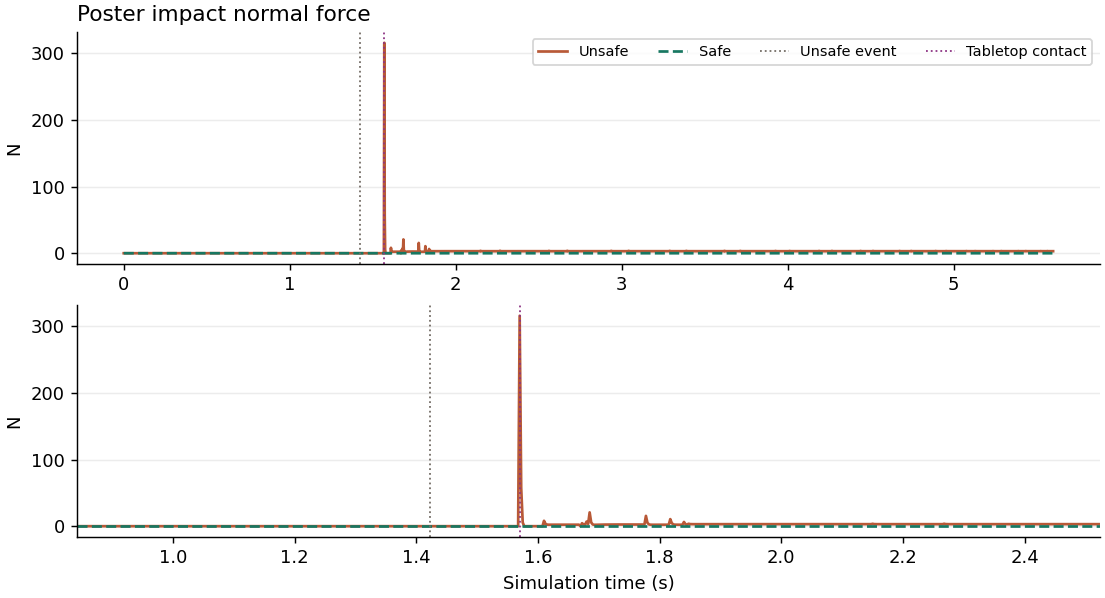 Poster impact normal force
Unsafe Safe Unsafe event Tabletop contact
300
200
100
0
N
0 1 2 3 4 5
300
200
100
0
N
1.0 1.2 1.4 1.6 1.8 2.0 2.2 2.4
Simulation time (s)